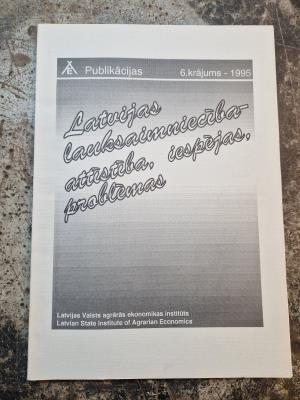 Publikācijas 6.krājums - 1995
Latvijas
lauksaimniecība-
attīstība, iespējas,
problēmas
Latvijas Valsts agrārās ekonomikas institūts
Latvian State Institute of Agrarian Economics